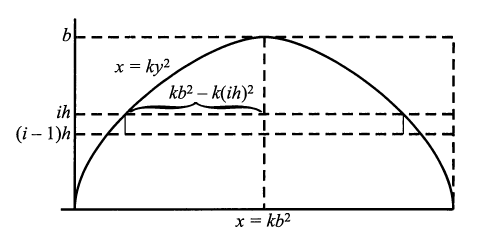 b
x = ky²
kb² – k(ih)²
ih
(i – 1)h
x = kb²